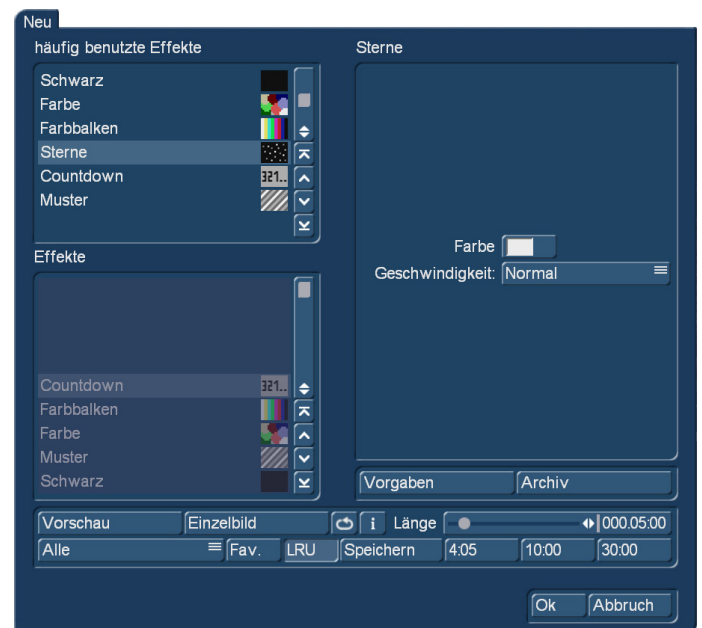 Neu
häufig benutzte Effekte
Schwarz
Farbe
Farbbalken
Sterne
Countdown
321..
Muster
Effekte
Countdown
321..
Farbbalken
Farbe
Muster
Schwarz
Sterne
Farbe
Geschwindigkeit: Normal
Vorgaben Archiv
Vorschau Einzelbild i Länge 000.05:00
Alle Fav. LRU Speichern 4:05 10:00 30:00
Ok Abbruch